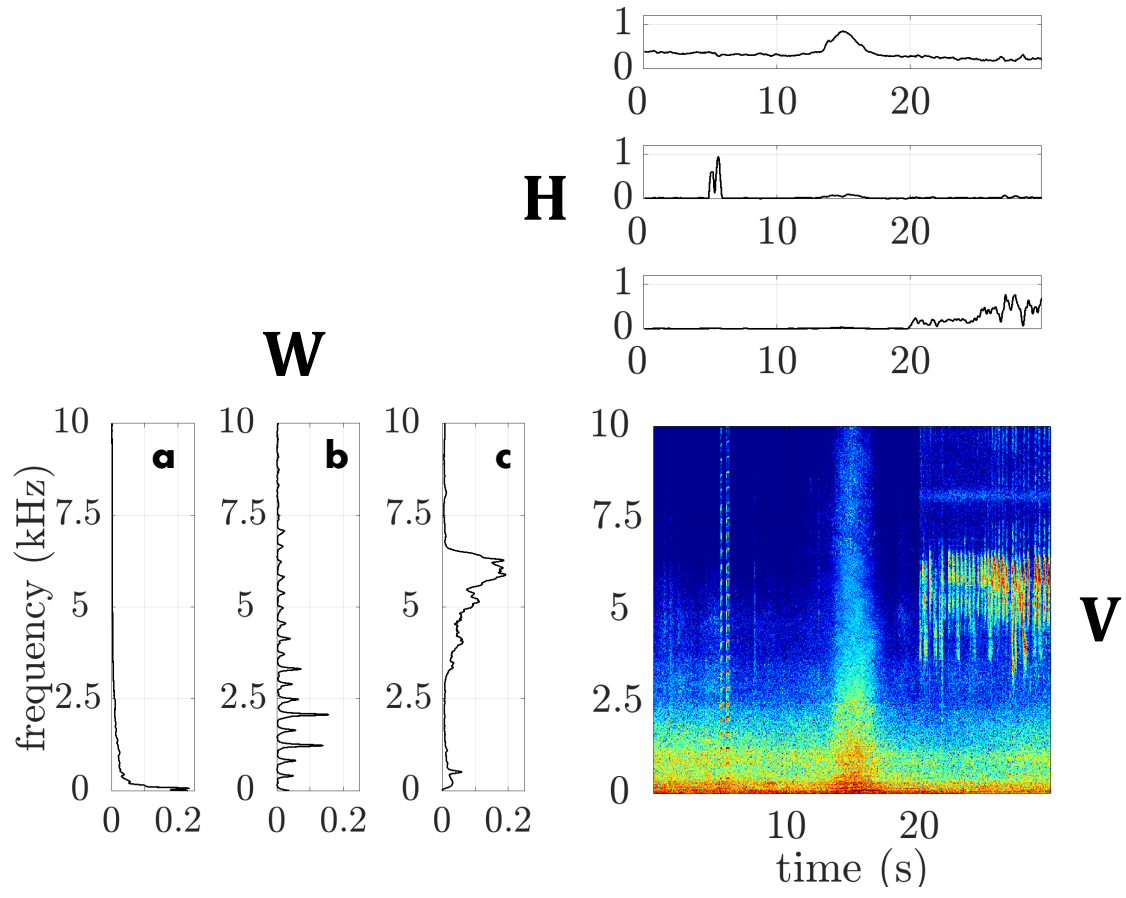 1
0
0 10 20
1
0
0 10 20
H
1
0
0 10 20
W
10 10 10 10
a b c
7.5 7.5 7.5 7.5
frequency (kHz)
5 5 5 5
V
2.5 2.5 2.5 2.5
0 0 0 0
0 0.2 0 0.2 0 0.2
10 20
time (s)